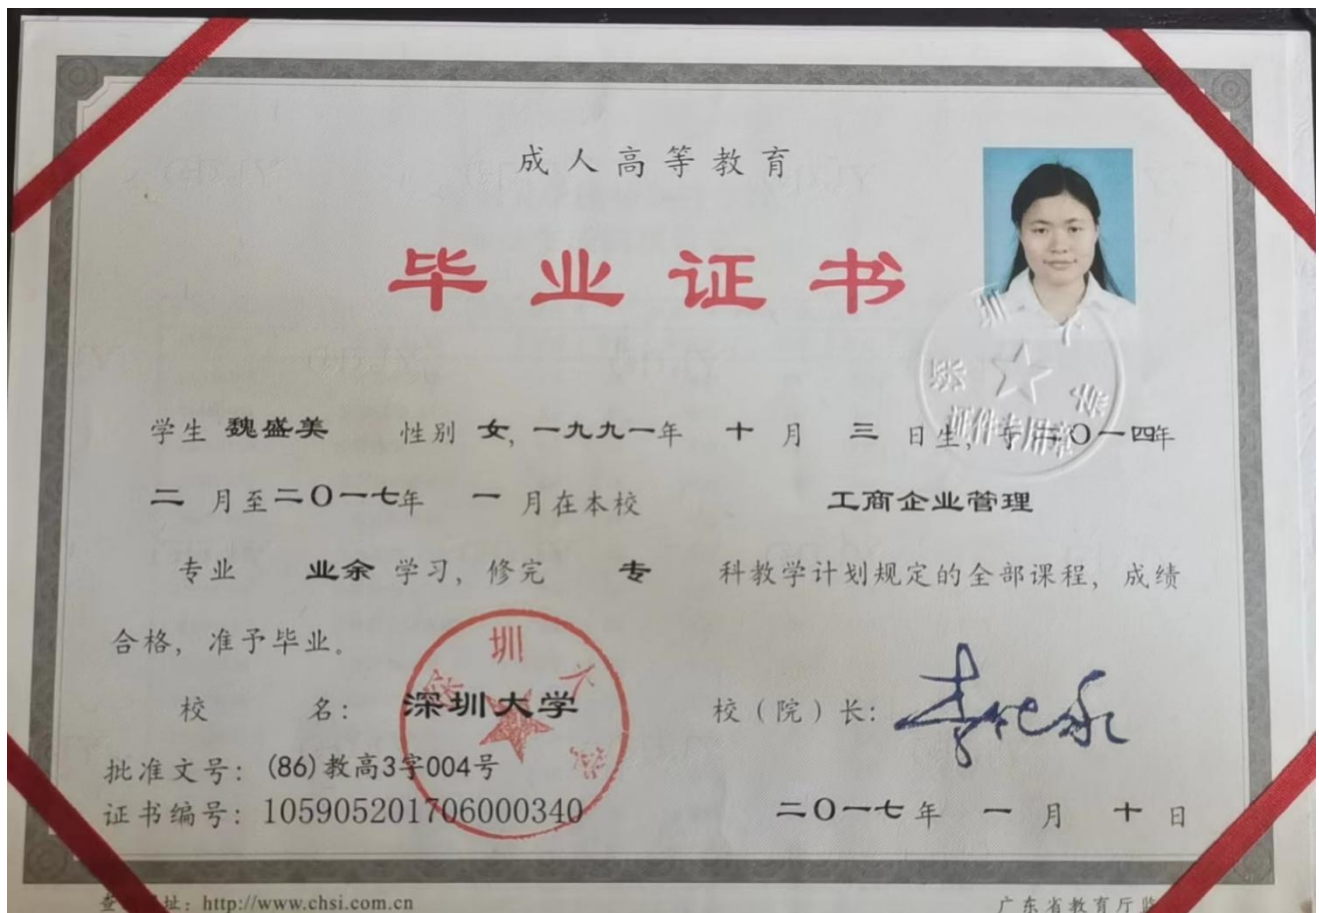 成人高等教育
毕业证书
学生 魏盛美 性别 女，一九九一年 十 月 三 日生，于二〇一四年
二 月至二〇一七年 一 月在本校 工商企业管理
专业 业余 学习，修完 专 科教学计划规定的全部课程，成绩
合格，准予毕业。
校 名： 深圳大学 校（院）长：
批准文号：(86)教高3字004号
证书编号：105905201706000340 二〇一七年 一 月 十 日
证件专用章
址：http://www.chsi.com.cn 广东省教育厅监